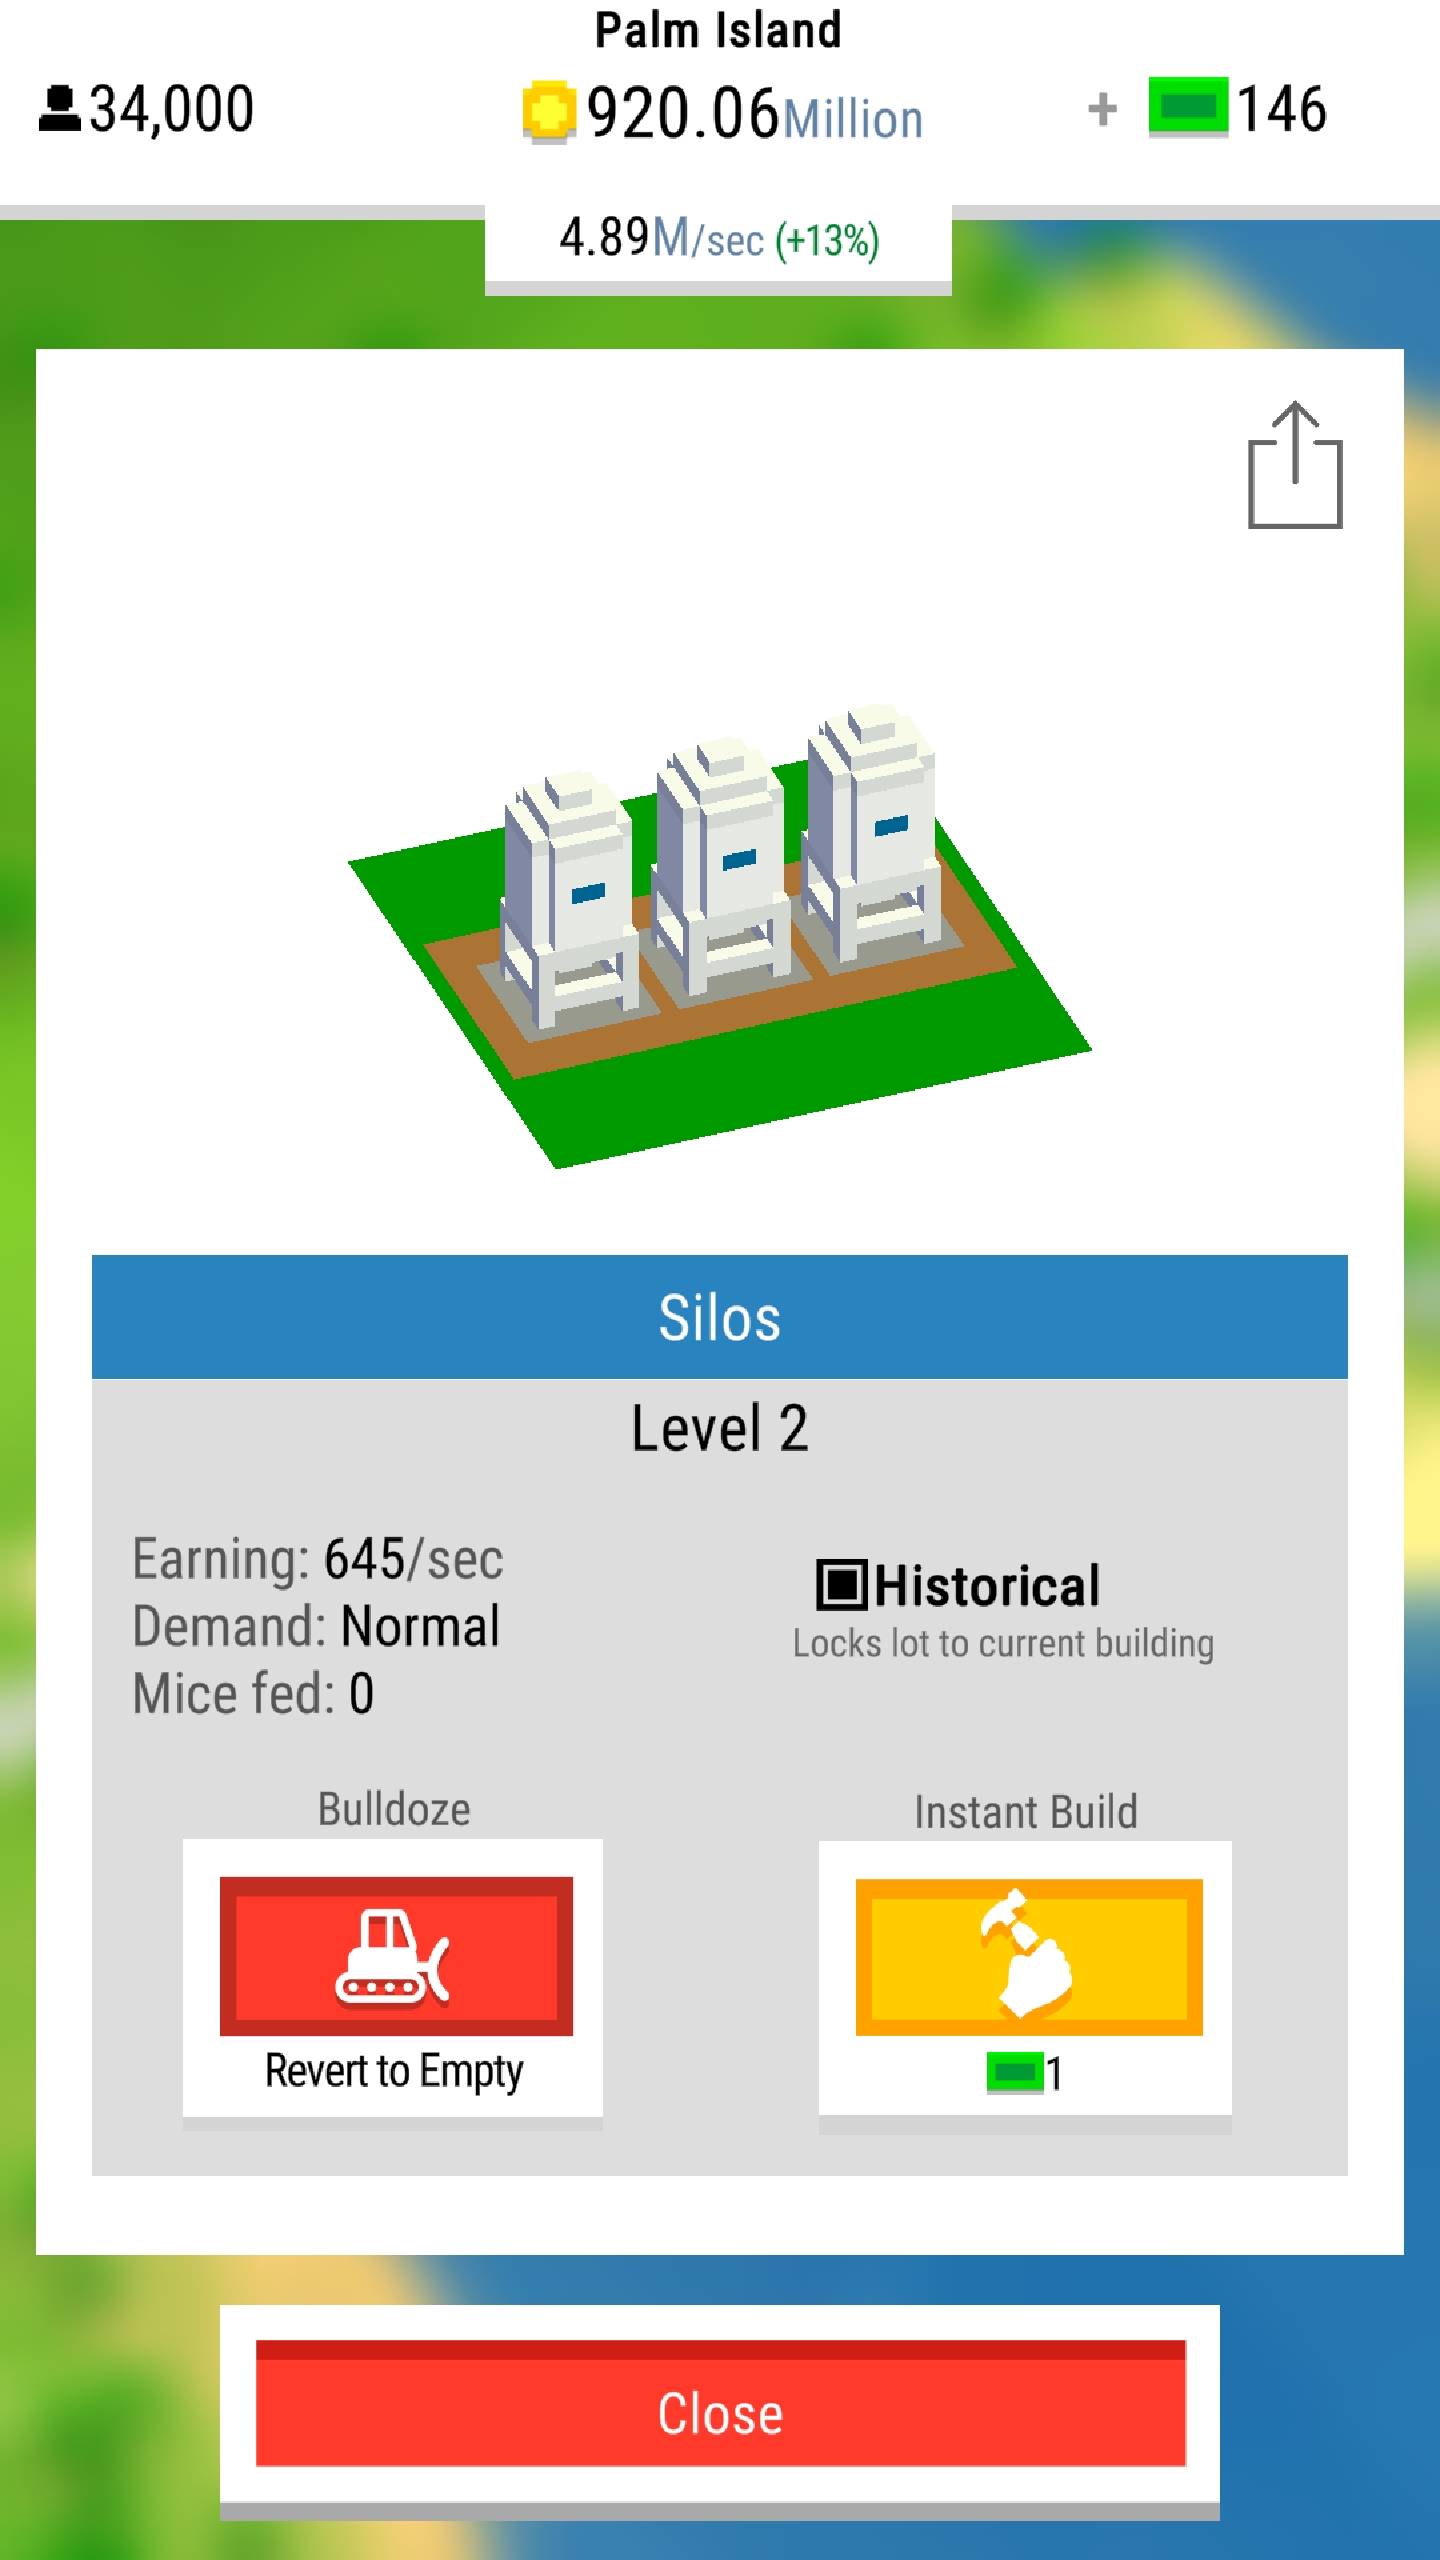 Palm Island
34,000
920.06Million
+ 146
4.89M/sec (+13%)
Silos
Level 2
Earning: 645/sec
Demand: Normal
Mice fed: 0
Historical
Locks lot to current building
Bulldoze
Revert to Empty
Instant Build
1
Close